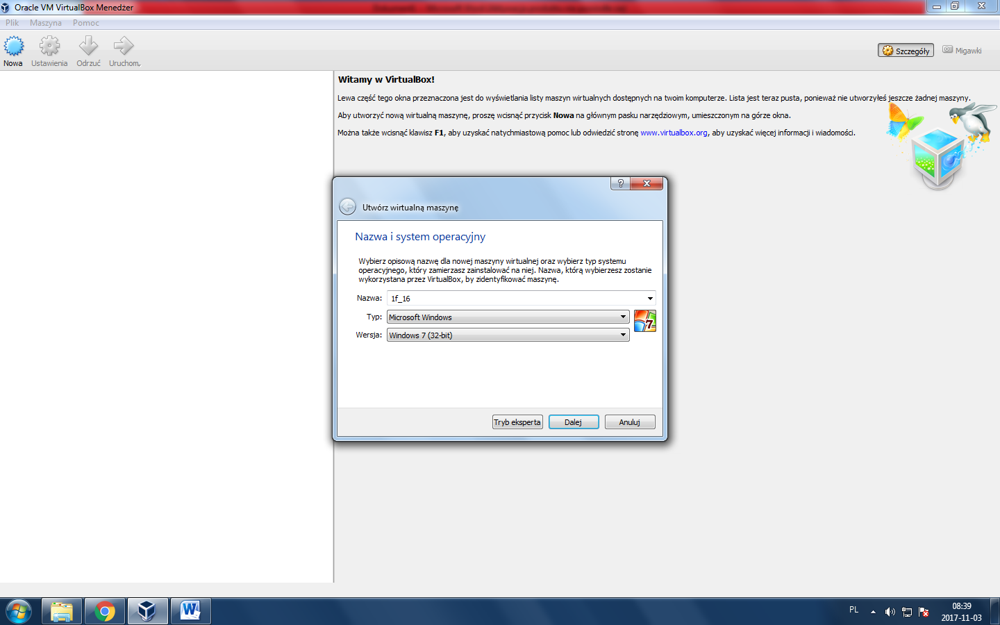 Oracle VM VirtualBox Menedżer
Plik Maszyna Pomoc
Nowa Ustawienia Odrzuć Uruchom
Szczegóły Migawki
Witamy w VirtualBox!
Lewa część tego okna przeznaczona jest do wyświetlania listy maszyn wirtualnych dostępnych na twoim komputerze. Lista jest teraz pusta, ponieważ nie utworzyłeś jeszcze żadnej maszyny.
Aby utworzyć nową wirtualną maszynę, proszę wcisnąć przycisk Nowa na głównym pasku narzędziowym, umieszczonym na górze okna.
Można także wcisnąć klawisz F1, aby uzyskać natychmiastową pomoc lub odwiedzić stronę www.virtualbox.org, aby uzyskać więcej informacji i wiadomości.
?
Utwórz wirtualną maszynę
Nazwa i system operacyjny
Wybierz opisową nazwę dla nowej maszyny wirtualnej oraz wybierz typ systemu
operacyjnego, który zamierzasz zainstalować na niej. Nazwa, którą wybierzesz zostanie
wykorzystana przez VirtualBox, by zidentyfikować maszynę.
Nazwa: 1f_16
Typ: Microsoft Windows
7
Wersja: Windows 7 (32-bit)
Tryb eksperta Dalej Anuluj
W
PL
08:39
2017-11-03